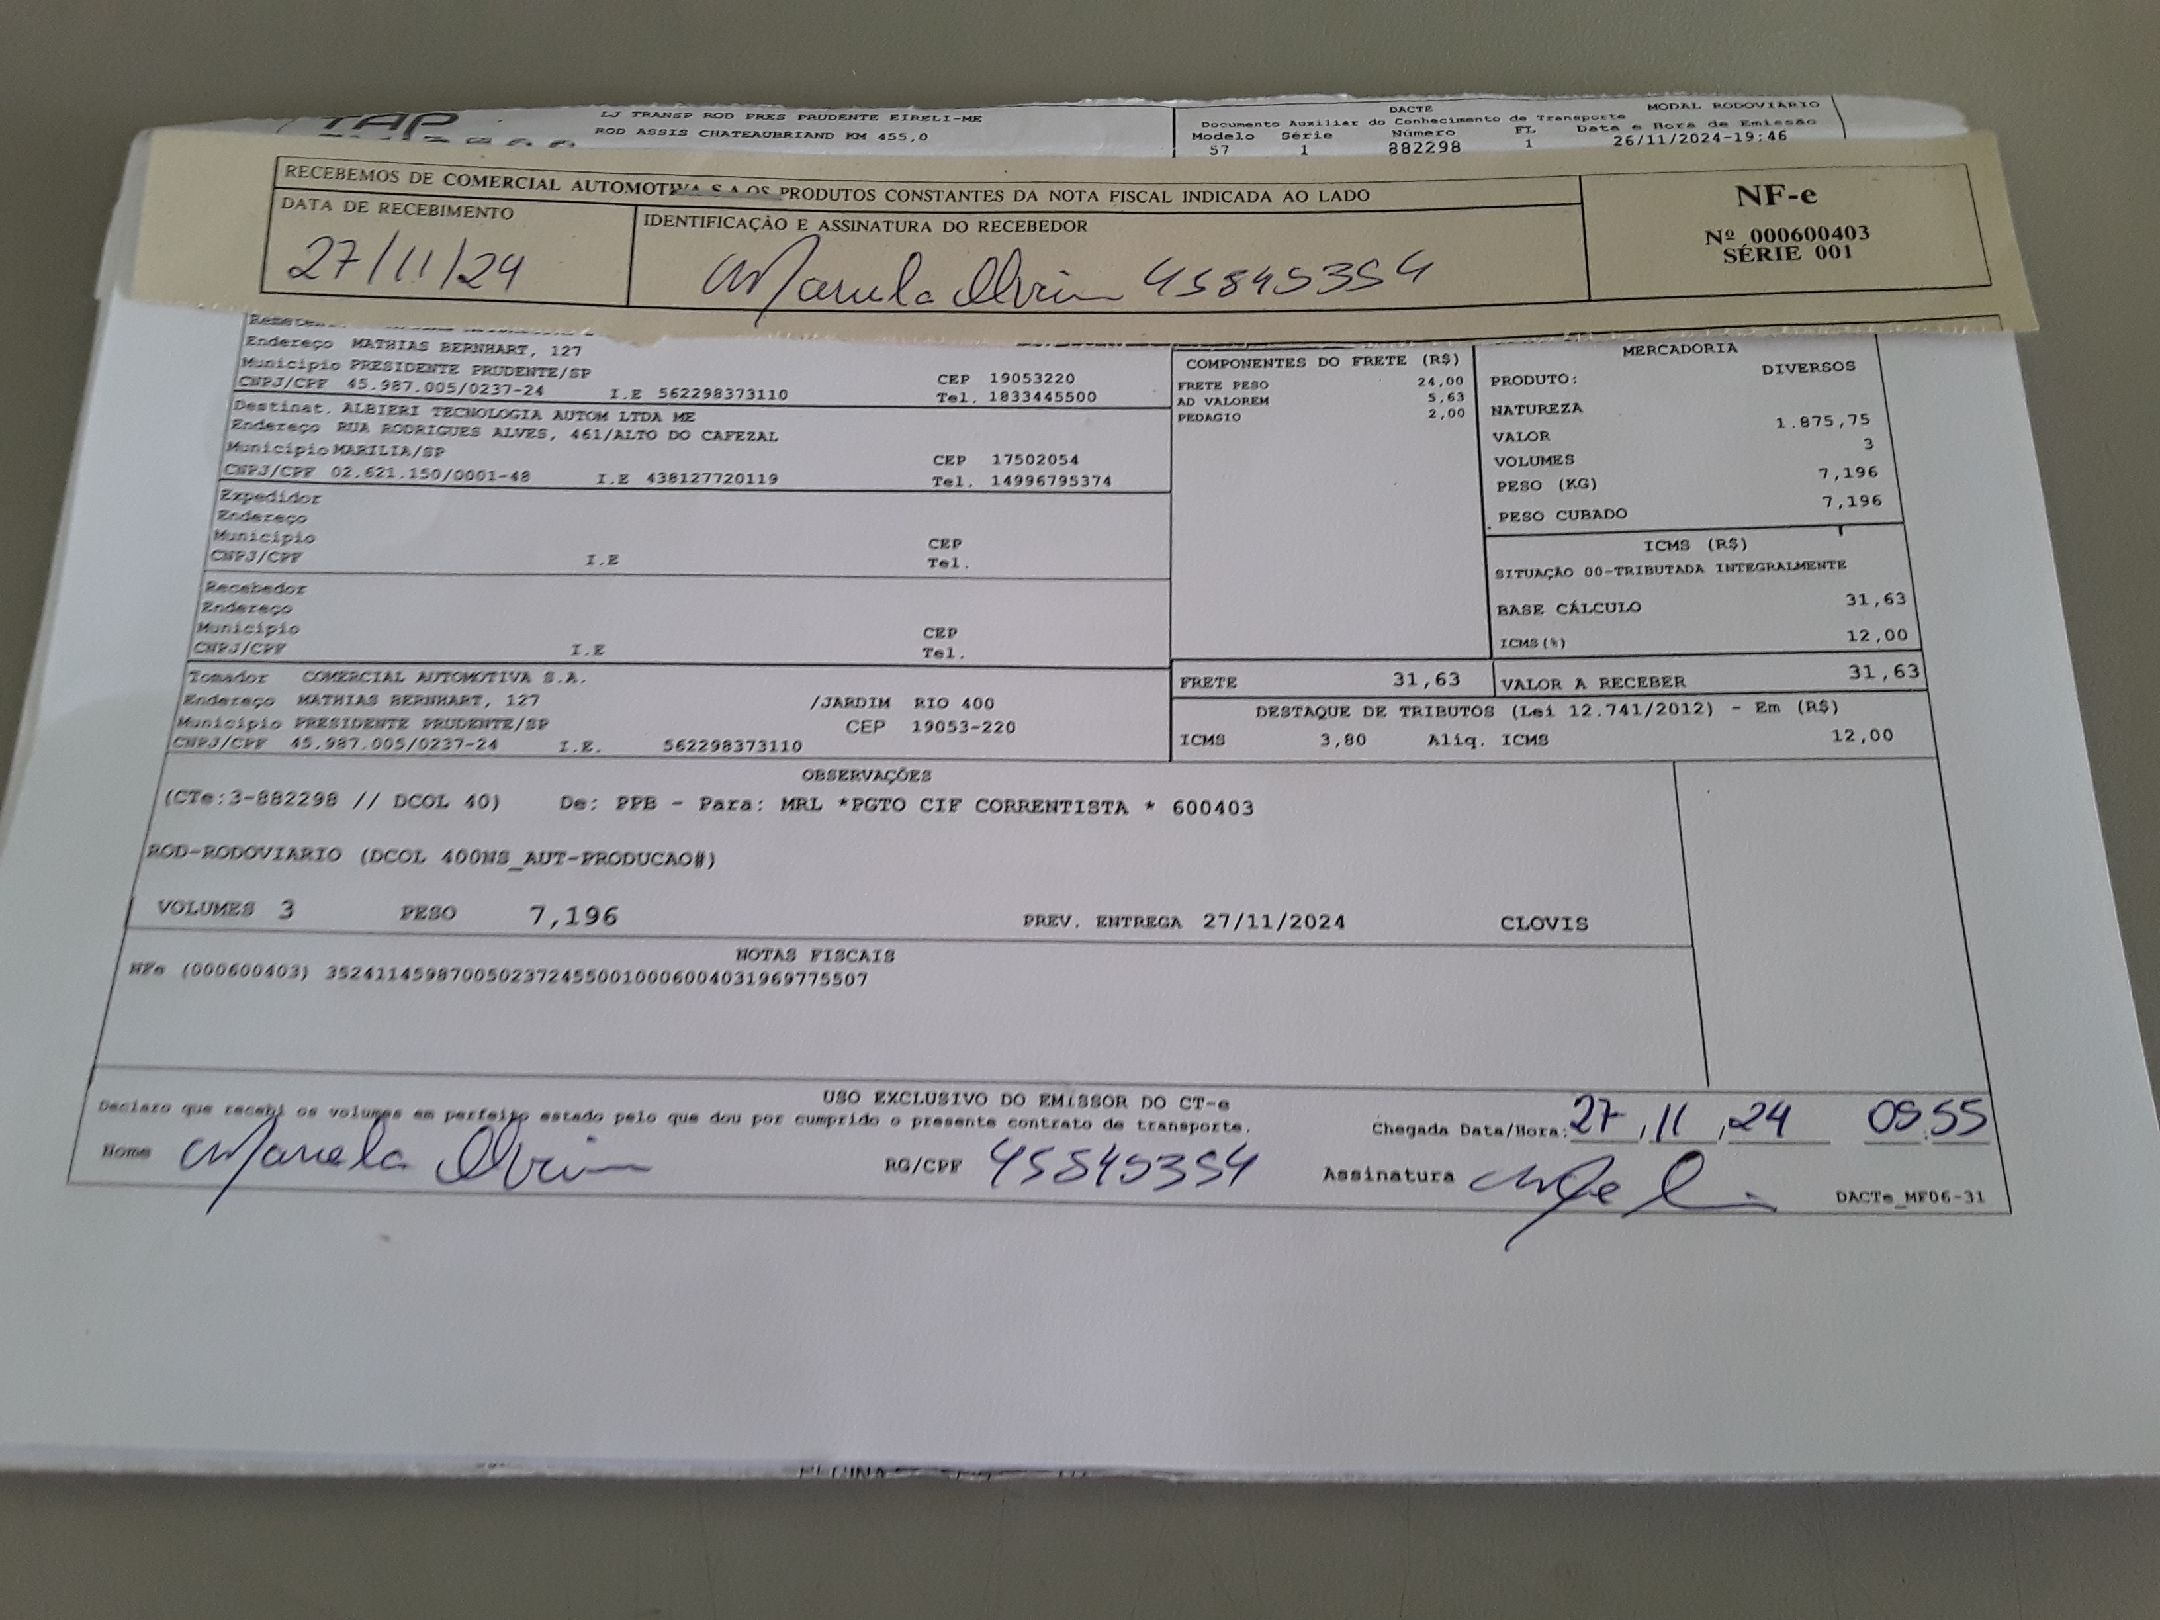 TAP
LJ TRANSP ROD PRES PRUDENTE EIRELI-ME
ROD ASSIS CHATEAUBRIAND KM 455,0
DACTE
MODAL RODOVIÁRIO
Documento Auxiliar do Conhecimento de Transporte
Modelo Série Número FL Data e Hora de Emissão
57 1 882298 1 26/11/2024-19:46
RECEBEMOS DE COMERCIAL AUTOMOTIVA S A OS PRODUTOS CONSTANTES DA NOTA FISCAL INDICADA AO LADO
DATA DE RECEBIMENTO
27/11/24
IDENTIFICAÇÃO E ASSINATURA DO RECEBEDOR
45845354
NF-e
Nº 000600403
SÉRIE 001
Endereço MATHIAS BERNHART, 127
Município PRESIDENTE PRUDENTE/SP CEP 19053220
CNPJ/CPF 45.987.005/0237-24 I.E 562298373110 Tel. 1833445500
Destinat. ALBIERI TECNOLOGIA AUTOM LTDA ME
Endereço RUA RODRIGUES ALVES, 461/ALTO DO CAFEZAL
Município MARILIA/SP CEP 17502054
CNPJ/CPF 02.621.150/0001-48 I.E 438127720119 Tel. 14996795374
Expedidor
Endereço
Município CEP
CNPJ/CPF I.E Tel.
Recebedor
Endereço
Município CEP
CNPJ/CPF I.E Tel.
Tomador COMERCIAL AUTOMOTIVA S.A.
Endereço MATHIAS BERNHART, 127 /JARDIM RIO 400
Município PRESIDENTE PRUDENTE/SP CEP 19053-220
CNPJ/CPF 45.987.005/0237-24 I.E. 562298373110
COMPONENTES DO FRETE (R$)
FRETE PESO 24,00
AD VALOREM 5,63
PEDAGIO 2,00
MERCADORIA
PRODUTO: DIVERSOS
NATUREZA
VALOR 1.875,75
VOLUMES 3
PESO (KG) 7,196
PESO CUBADO 7,196
ICMS (R$)
SITUAÇÃO 00-TRIBUTADA INTEGRALMENTE
BASE CÁLCULO 31,63
ICMS(%) 12,00
FRETE 31,63 VALOR A RECEBER 31,63
DESTAQUE DE TRIBUTOS (Lei 12.741/2012) - Em (R$)
ICMS 3,80 Aliq. ICMS 12,00
OBSERVAÇÕES
(CTe:3-882298 // DCOL 40) De: PPB - Para: MRL *PGTO CIF CORRENTISTA * 600403
ROD-RODOVIARIO (DCOL 400NS_AUT-PRODUCAO#)
VOLUMES 3 PESO 7,196 PREV. ENTREGA 27/11/2024 CLOVIS
NOTAS FISCAIS
NFe (000600403) 35241145987005023724550010006004031969775507
USO EXCLUSIVO DO EMISSOR DO CT-e
Declaro que recebi os volumes em perfeito estado pelo que dou por cumprido o presente contrato de transporte.
Chegada Data/Hora: 27, 11, 24
Nome RG/CPF 45845354 Assinatura
DACTe_MF06-31